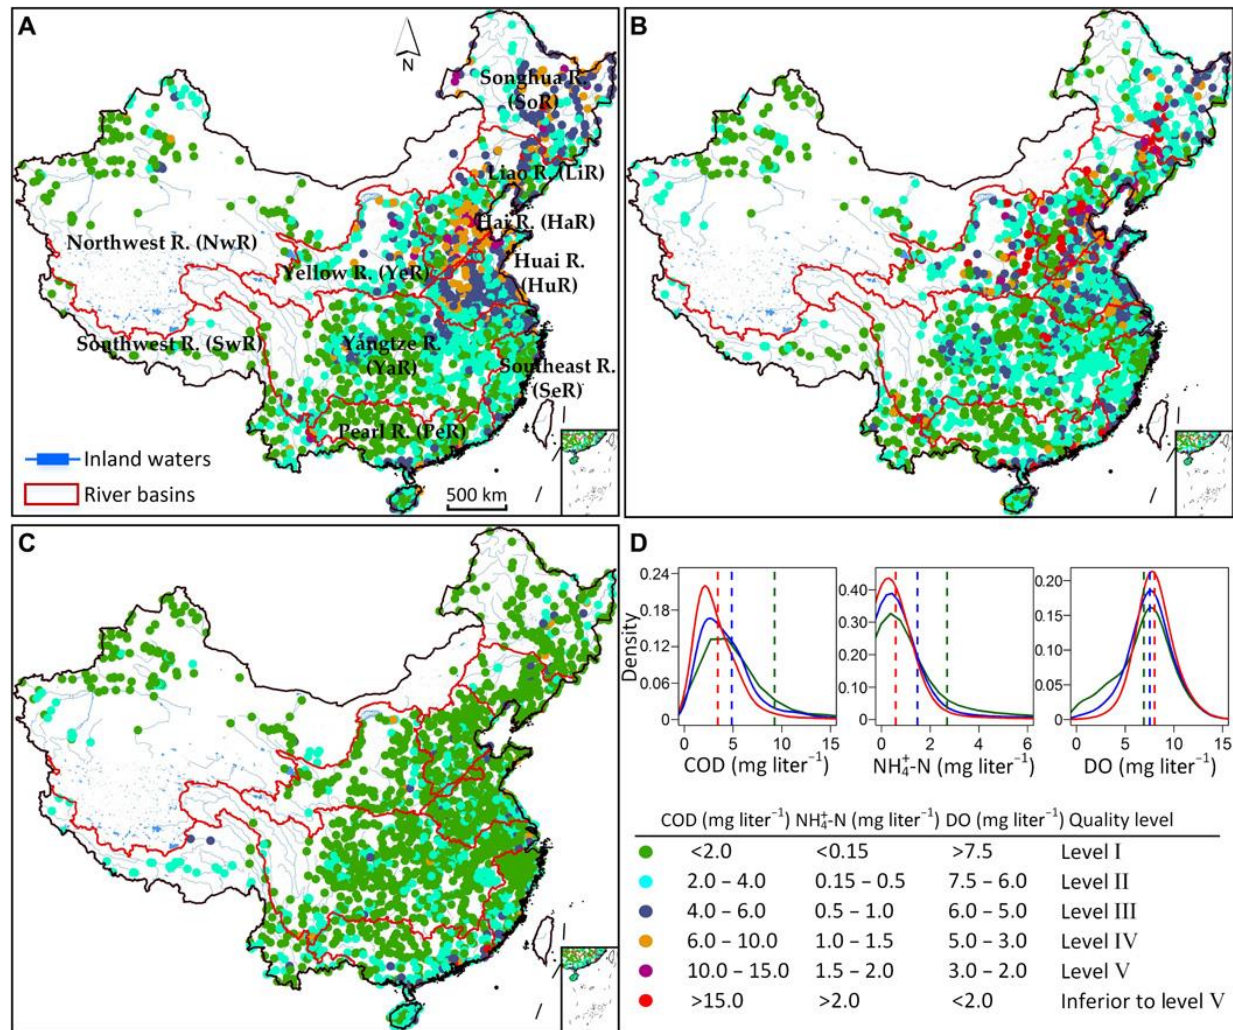 A
N
Songhua R.
(SoR)
Liao R. (LiR)
Hai R. (HaR)
Northwest R. (NwR)
Huai R.
(HuR)
Yellow R. (YeR)
Southwest R. (SwR)
Yangtze R.
(YaR)
Southeast R.
(SeR)
Pearl R. (PeR)
Inland waters
River basins
500 km
B
C
D
Density
0.24
0.18
0.12
0.06
0
0 5 10 15
COD (mg liter⁻¹)
0.40
0.30
0.20
0.10
0
0 2 4 6
NH₄⁺-N (mg liter⁻¹)
0.20
0.15
0.10
0.05
0
0 5 10 15
DO (mg liter⁻¹)
COD (mg liter⁻¹) NH₄⁺-N (mg liter⁻¹) DO (mg liter⁻¹) Quality level
<2.0 <0.15 >7.5 Level I
2.0 – 4.0 0.15 – 0.5 7.5 – 6.0 Level II
4.0 – 6.0 0.5 – 1.0 6.0 – 5.0 Level III
6.0 – 10.0 1.0 – 1.5 5.0 – 3.0 Level IV
10.0 – 15.0 1.5 – 2.0 3.0 – 2.0 Level V
>15.0 >2.0 <2.0 Inferior to level V